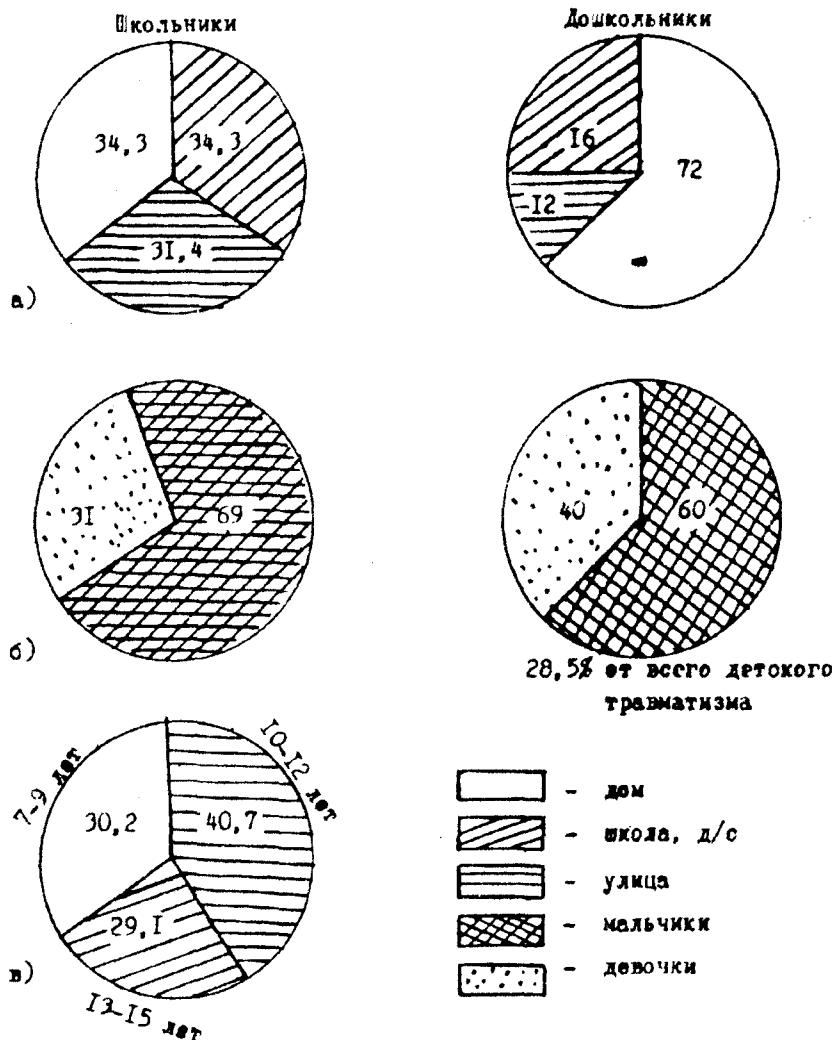 Школьники
Дошкольники
34,3
34,3
31,4
16
72
12
а)
31
69
40
60
б)
28,5% от всего детского
травматизма
7-9 лет
10-12 лет
30,2
40,7
29,1
13-15 лет
в)
- дом
- школа, д/с
- улица
- мальчики
- девочки